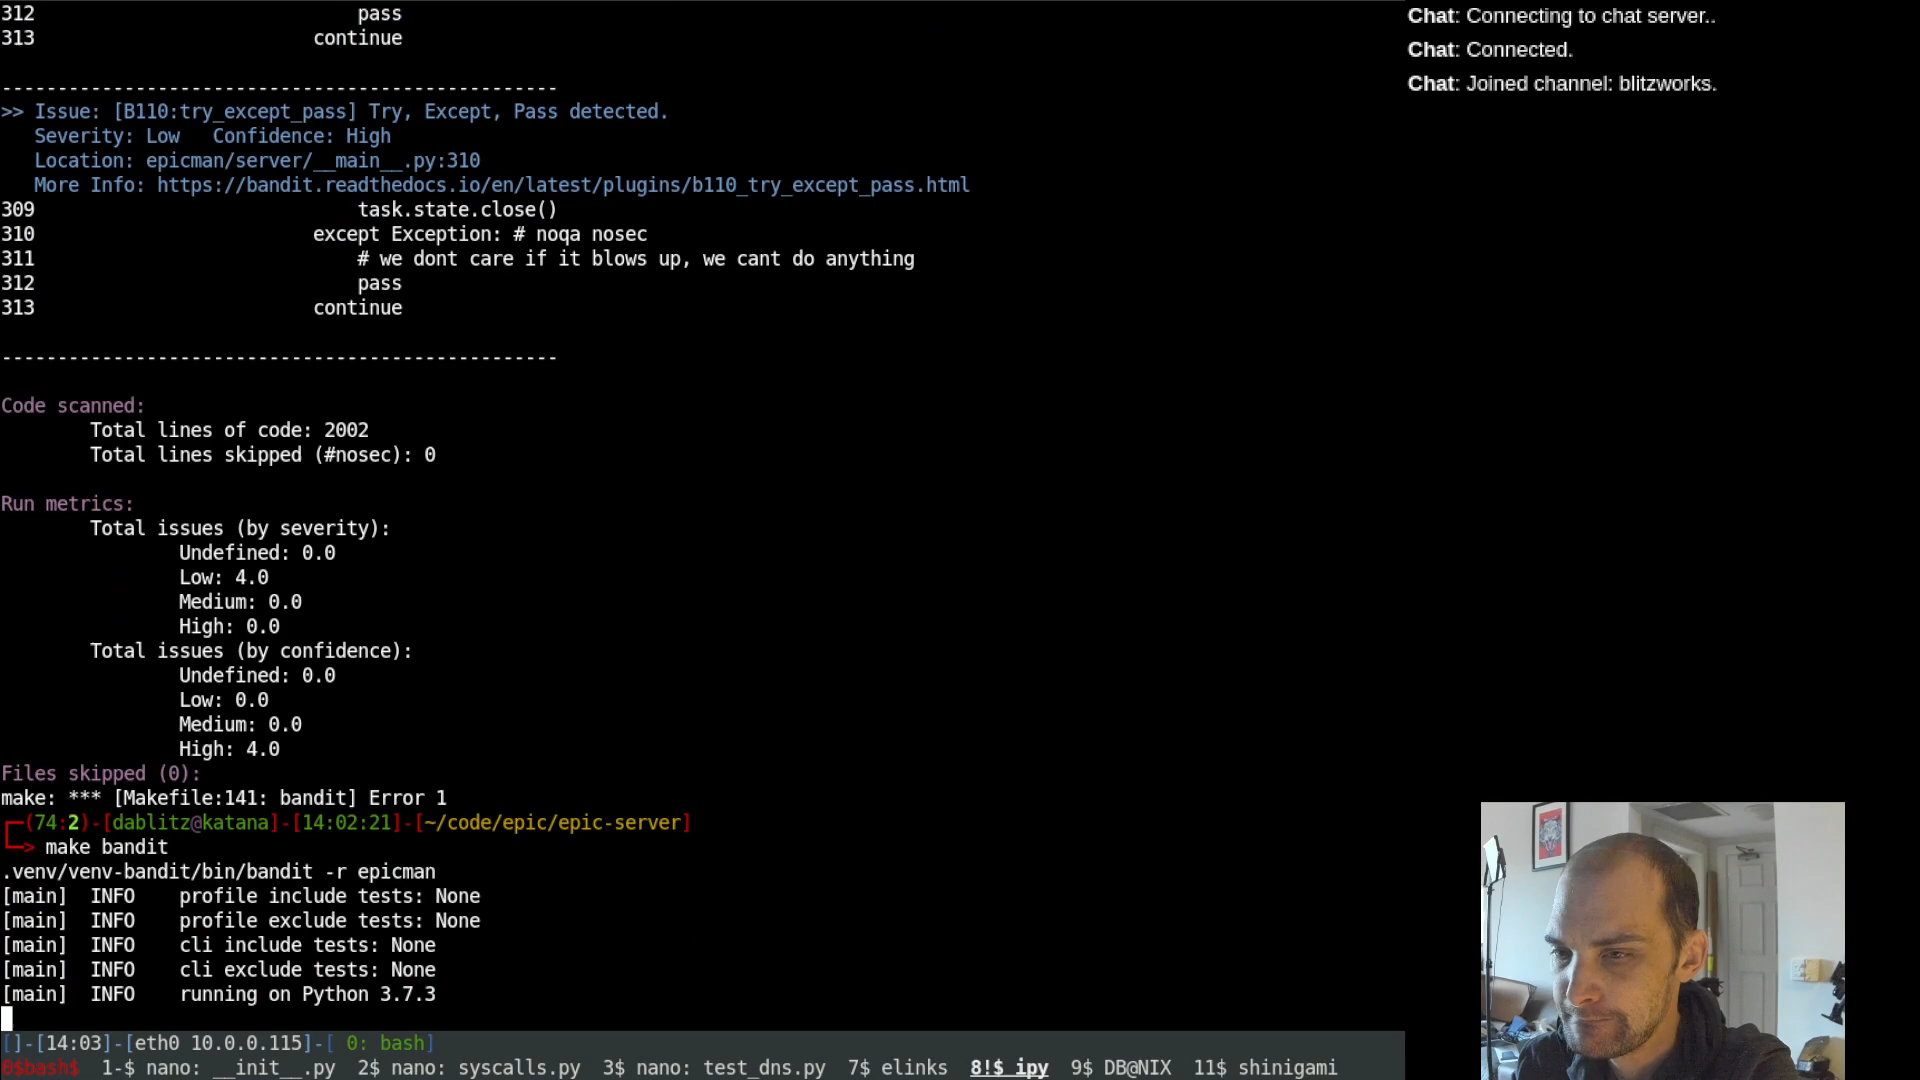 312                             pass
313                         continue
--------------------------------------------------
>> Issue: [B110:try_except_pass] Try, Except, Pass detected.
   Severity: Low   Confidence: High
   Location: epicman/server/__main__.py:310
   More Info: https://bandit.readthedocs.io/en/latest/plugins/b110_try_except_pass.html
309                             task.state.close()
310                         except Exception: # noqa nosec
311                             # we dont care if it blows up, we cant do anything
312                             pass
313                         continue
--------------------------------------------------
Code scanned:
        Total lines of code: 2002
        Total lines skipped (#nosec): 0
Run metrics:
        Total issues (by severity):
                Undefined: 0.0
                Low: 4.0
                Medium: 0.0
                High: 0.0
        Total issues (by confidence):
                Undefined: 0.0
                Low: 0.0
                Medium: 0.0
                High: 4.0
Files skipped (0):
make: *** [Makefile:141: bandit] Error 1
┌─(74:2)-[dablitz@katana]-[14:02:21]-[~/code/epic/epic-server]
└─> make bandit
.venv/venv-bandit/bin/bandit -r epicman
[main]  INFO    profile include tests: None
[main]  INFO    profile exclude tests: None
[main]  INFO    cli include tests: None
[main]  INFO    cli exclude tests: None
[main]  INFO    running on Python 3.7.3
[]-[14:03]-[eth0 10.0.0.115]-[ 0: bash]
0$bash$  1-$ nano: __init__.py  2$ nano: syscalls.py  3$ nano: test_dns.py  7$ elinks  8!$ ipy  9$ DB@NIX  11$ shinigami
Chat: Connecting to chat server..
Chat: Connected.
Chat: Joined channel: blitzworks.